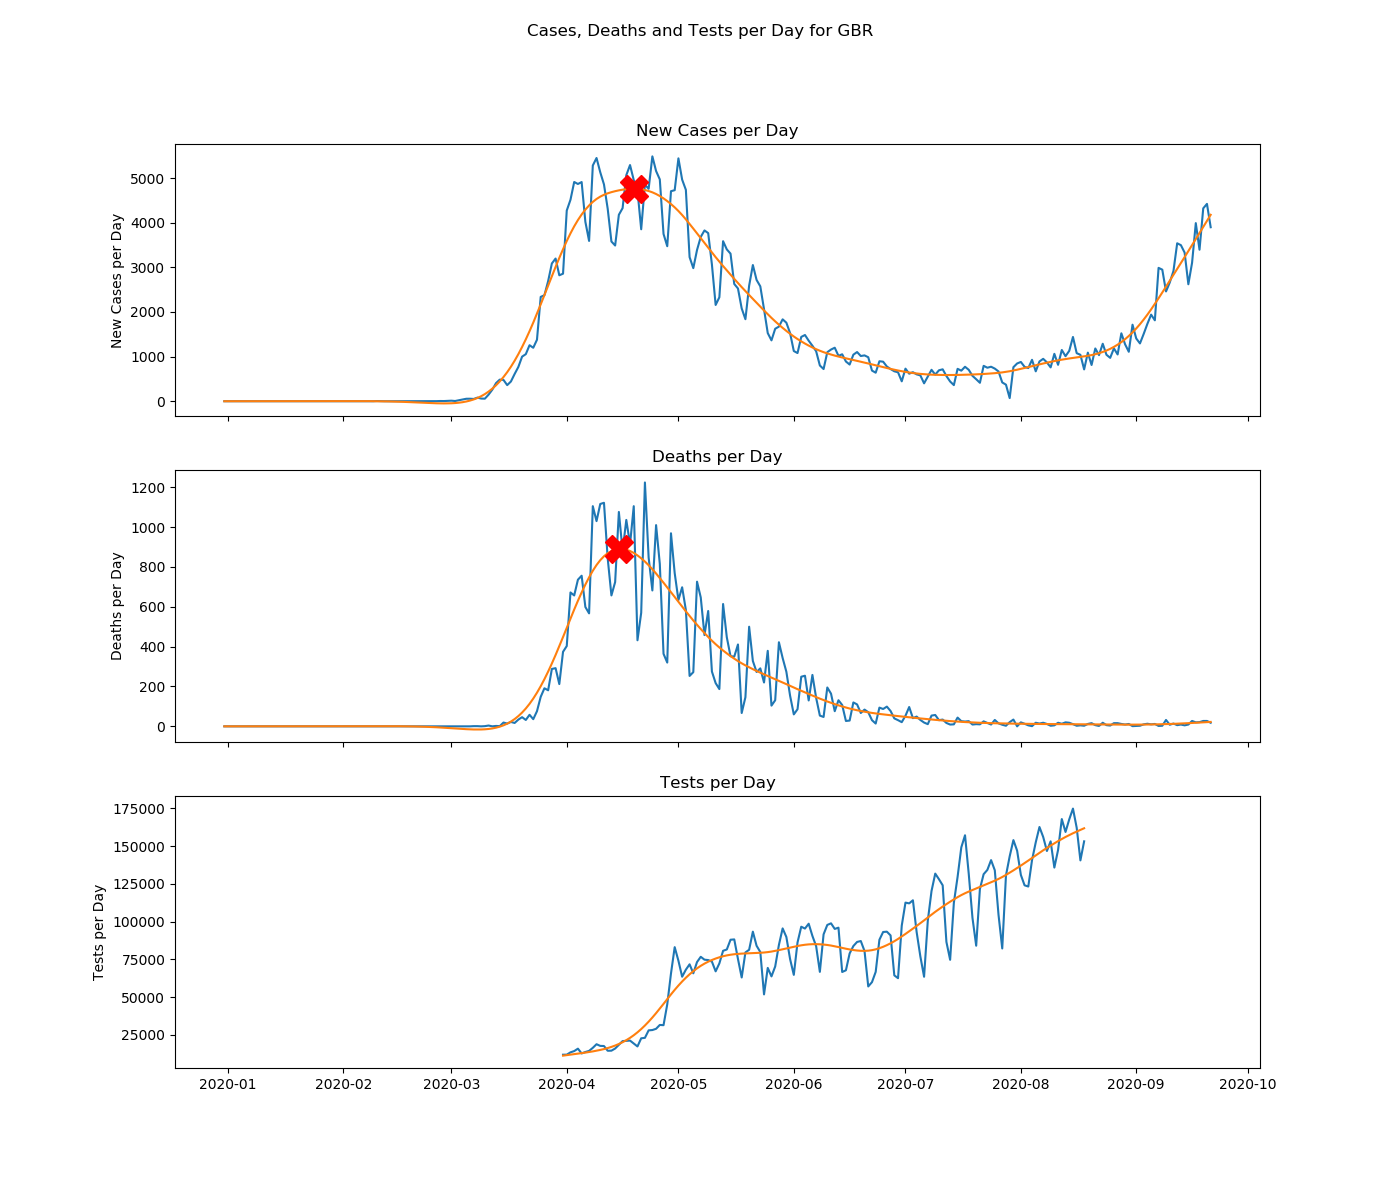 Cases, Deaths and Tests per Day for GBR
New Cases per Day
New Cases per Day
5000
4000
3000
2000
1000
0
Deaths per Day
Deaths per Day
1200
1000
800
600
400
200
0
Tests per Day
Tests per Day
175000
150000
125000
100000
75000
50000
25000
2020-01 2020-02 2020-03 2020-04 2020-05 2020-06 2020-07 2020-08 2020-09 2020-10